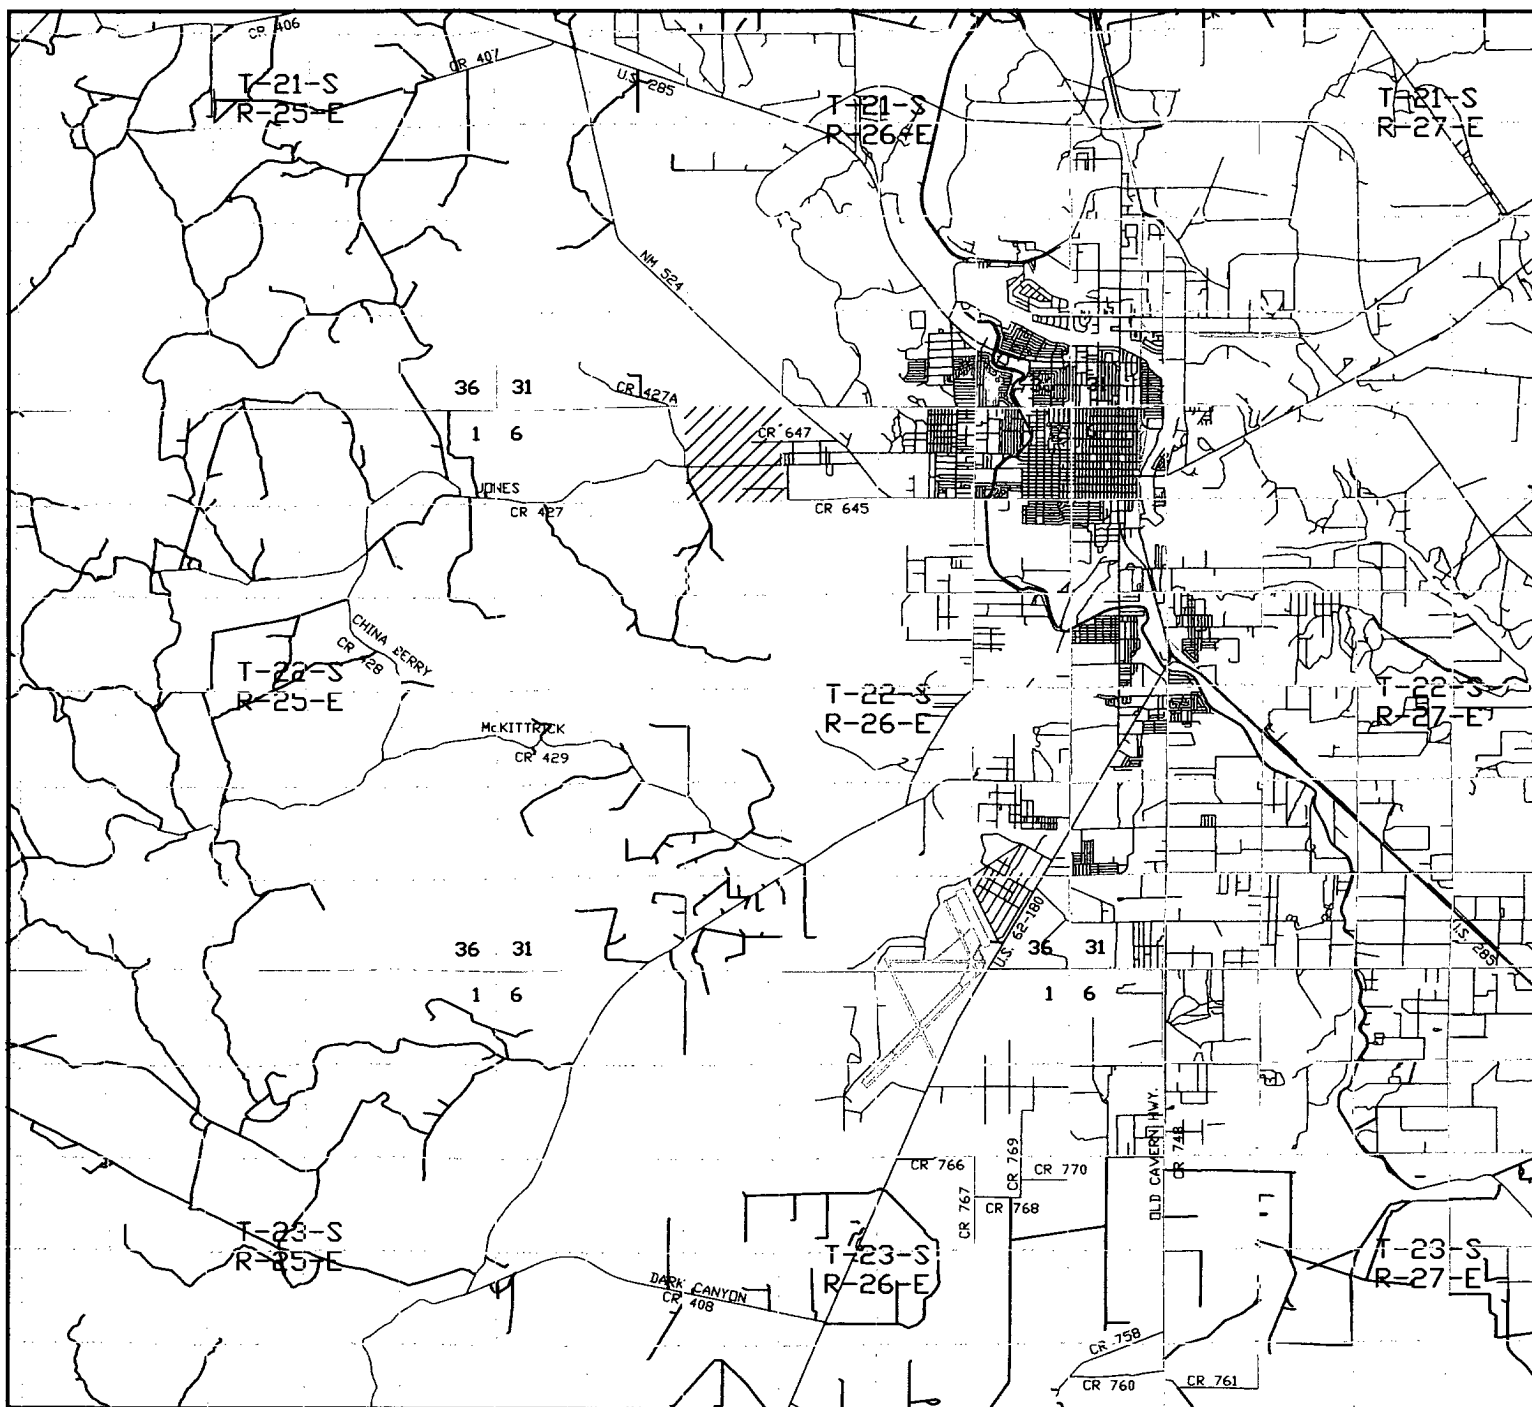 CR 406
CR 407
U.S. 285
T-21-S
R-25-E
T-21-S
R-26-E
T-21-S
R-27-E
NM 524
36 31
1 6
CR 427A
CR 647
31
JONES
CR 427
CR 645
CHINA BERRY
CR 428
T-22-S
R-25-E
T-22-S
R-26-E
T-22-S
R-27-E
McKITTRICK
CR 429
36 31
1 6
U.S. 62-180
36 31
1 6
U.S. 285
OLD CAVERN HWY.
CR 748
CR 766
CR 769
CR 770
CR 767
CR 768
T-23-S
R-25-E
T-23-S
R-26-E
T-23-S
R-27-E
DARK CANYON
CR 408
CR 758
CR 760
CR 761